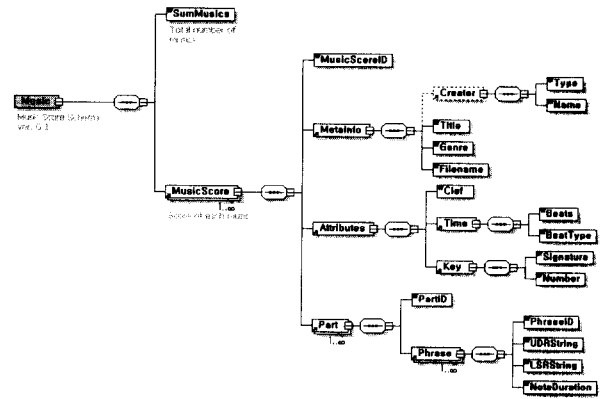 SumMusics
Total number of musics
MusicScoreID
Creator
Type
Name
Music
Music Score Schema
Ver. 0.1
MetaInfo
Title
Genre
Filename
MusicScore
1..∞
Score of each music
Clef
Attributes
Time
Beats
BeatType
Key
Signature
Number
PartID
Part
1..∞
Phrase
1..∞
PhraseID
UDRString
LSRString
NoteDuration